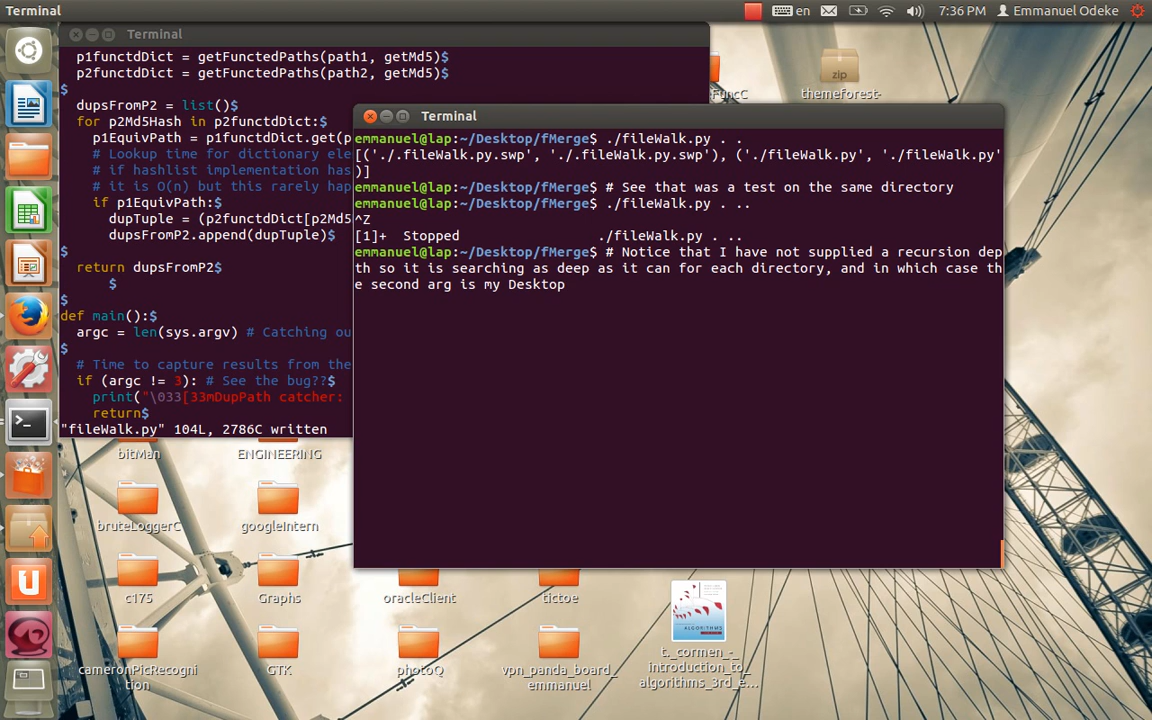 Terminal
en
7:36 PM
Emmanuel Odeke
Terminal
p1functdDict = getFunctedPaths(path1, getMd5)$
p2functdDict = getFunctedPaths(path2, getMd5)$
$
dupsFromP2 = list()$
for p2Md5Hash in p2functdDict:$
p1EquivPath = p1functdDict.get(p
# Lookup time for dictionary ele
# if hashlist implementation has
# it is O(n) but this rarely hap
if p1EquivPath:$
dupTuple = (p2functdDict[p2Md5
dupsFromP2.append(dupTuple)$
$
return dupsFromP2$
$
$
def main():$
argc = len(sys.argv) # Catching ou
$
# Time to capture results from the
if (argc != 3): # See the bug??$
print("\033[33mDupPath catcher:
return$
"fileWalk.py" 104L, 2786C written
Terminal
emmanuel@lap:~/Desktop/fMerge$ ./fileWalk.py . .
[('././.fileWalk.py.swp', './.fileWalk.py.swp'), ('./fileWalk.py', './fileWalk.py'
)]
emmanuel@lap:~/Desktop/fMerge$ # See that was a test on the same directory
emmanuel@lap:~/Desktop/fMerge$ ./fileWalk.py . ..
^Z
[1]+  Stopped                 ./fileWalk.py . ..
emmanuel@lap:~/Desktop/fMerge$ # Notice that I have not supplied a recursion dep
th so it is searching as deep as it can for each directory, and in which case th
e second arg is my Desktop
FuncC
zip
themeforest-
bitMan
ENGINEERING
bruteLoggerC
googleIntern
c175
Graphs
oracleClient
tictoe
cameronPicRecogni
tion
GTK
photoQ
vpn_panda_board_
emmanuel
ALGORITHMS
t._cormen_-_
introduction_to_
algorithms_3rd_e...